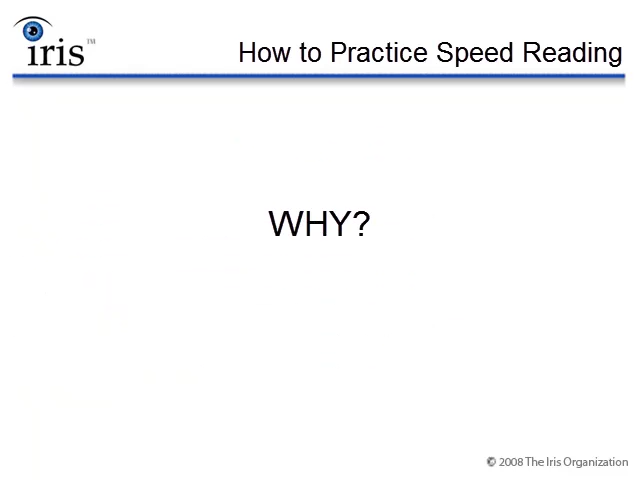 iris™
How to Practice Speed Reading
WHY?
© 2008 The Iris Organization